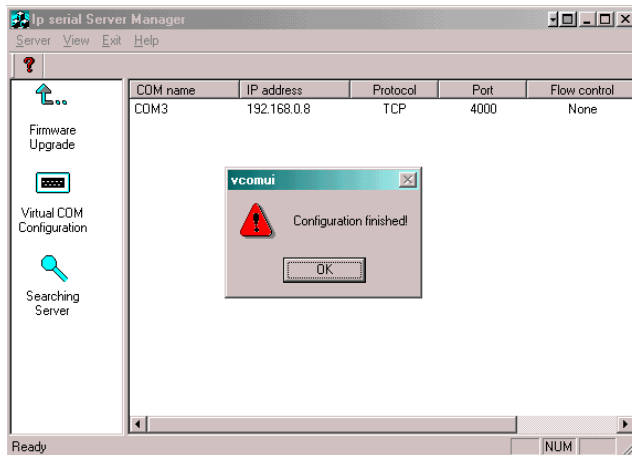 Ip serial Server Manager
Server View Exit Help
?
COM name IP address Protocol Port Flow control
COM3 192.168.0.8 TCP 4000 None
Firmware
Upgrade
Virtual COM
Configuration
Searching
Server
vcomui
Configuration finished!
OK
Ready NUM